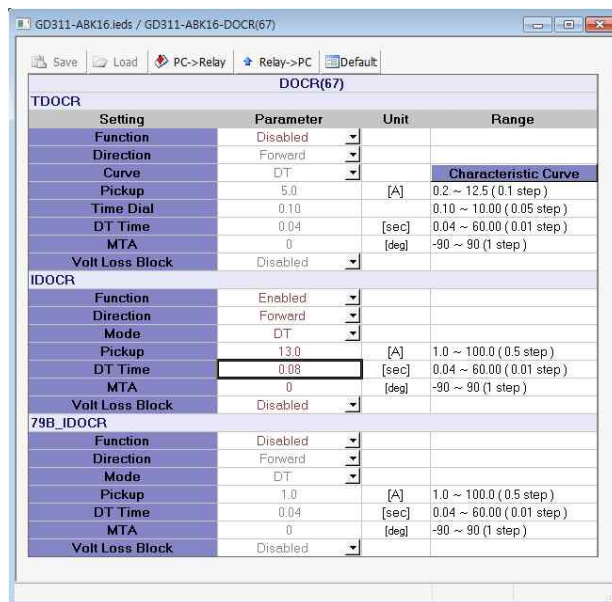 GD311-ABK16.ieds / GD311-ABK16-DOCR(67)
Save Load PC->Relay Relay->PC Default
DOCR(67)
TDOCR
Setting Parameter Unit Range
Function Disabled
Direction Forward
Curve DT Characteristic Curve
Pickup 5.0 [A] 0.2 ~ 12.5 ( 0.1 step )
Time Dial 0.10 0.10 ~ 10.00 ( 0.05 step )
DT Time 0.04 [sec] 0.04 ~ 60.00 ( 0.01 step )
MTA 0 [deg] -90 ~ 90 (1 step )
Volt Loss Block Disabled
IDOCR
Function Enabled
Direction Forward
Mode DT
Pickup 13.0 [A] 1.0 ~ 100.0 ( 0.5 step )
DT Time 0.08 [sec] 0.04 ~ 60.00 ( 0.01 step )
MTA 0 [deg] -90 ~ 90 (1 step )
Volt Loss Block Disabled
79B_IDOCR
Function Disabled
Direction Forward
Mode DT
Pickup 1.0 [A] 1.0 ~ 100.0 ( 0.5 step )
DT Time 0.04 [sec] 0.04 ~ 60.00 ( 0.01 step )
MTA 0 [deg] -90 ~ 90 (1 step )
Volt Loss Block Disabled